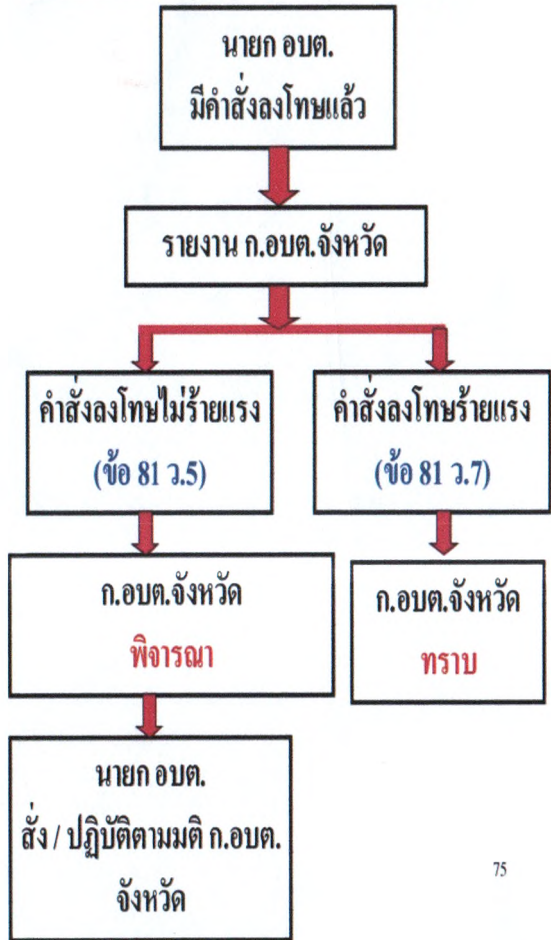 นายก อบต.
มีคำสั่งลงโทษแล้ว
รายงาน ก.อบต.จังหวัด
คำสั่งลงโทษไม่ร้ายแรง
(ข้อ 81 ว.5)
คำสั่งลงโทษร้ายแรง
(ข้อ 81 ว.7)
ก.อบต.จังหวัด
พิจารณา
ก.อบต.จังหวัด
ทราบ
นายก อบต.
สั่ง / ปฏิบัติตามมติ ก.อบต.
จังหวัด
75